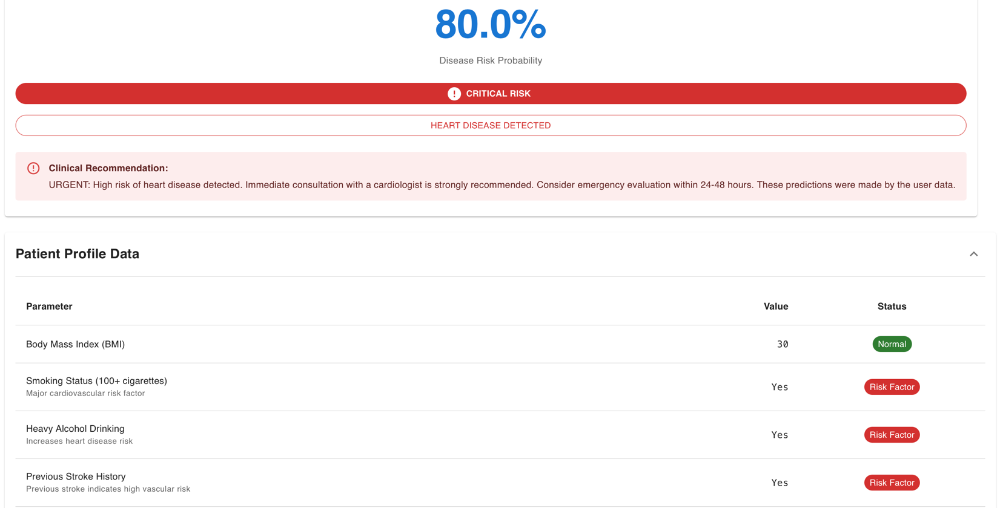 80.0%
Disease Risk Probability
CRITICAL RISK
HEART DISEASE DETECTED
Clinical Recommendation:
URGENT: High risk of heart disease detected. Immediate consultation with a cardiologist is strongly recommended. Consider emergency evaluation within 24-48 hours. These predictions were made by the user data.
Patient Profile Data
Parameter Value Status
Body Mass Index (BMI) 30 Normal
Smoking Status (100+ cigarettes) Yes Risk Factor
Major cardiovascular risk factor
Heavy Alcohol Drinking Yes Risk Factor
Increases heart disease risk
Previous Stroke History Yes Risk Factor
Previous stroke indicates high vascular risk